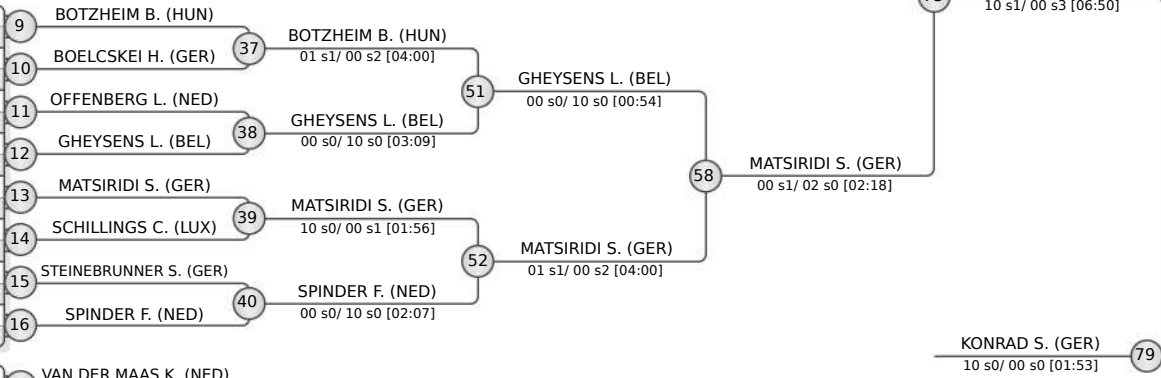 10 s1/ 00 s3 [06:50]
9
BOTZHEIM B. (HUN)
37
BOTZHEIM B. (HUN)
01 s1/ 00 s2 [04:00]
10
BOELCSKEI H. (GER)
51
GHEYSENS L. (BEL)
00 s0/ 10 s0 [00:54]
11
OFFENBERG L. (NED)
38
GHEYSENS L. (BEL)
00 s0/ 10 s0 [03:09]
12
GHEYSENS L. (BEL)
58
MATSIRIDI S. (GER)
00 s1/ 02 s0 [02:18]
13
MATSIRIDI S. (GER)
39
MATSIRIDI S. (GER)
10 s0/ 00 s1 [01:56]
14
SCHILLINGS C. (LUX)
52
MATSIRIDI S. (GER)
01 s1/ 00 s2 [04:00]
15
STEINEBRUNNER S. (GER)
40
SPINDER F. (NED)
00 s0/ 10 s0 [02:07]
16
SPINDER F. (NED)
KONRAD S. (GER)
79
10 s0/ 00 s0 [01:53]
VAN DER MAAS K. (NED)